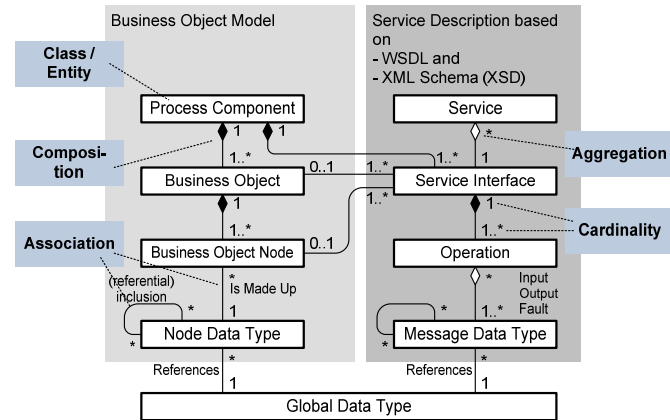 Business Object Model
Service Description based
on
- WSDL and
- XML Schema (XSD)
Class /
Entity
Process Component
Service
1
1
*
Aggregation
Composi-
tion
1..*
0..1
1..*
1..*
1
Business Object
Service Interface
1
1..*
1
Cardinality
1..*
1..*
Association
Business Object Node
0..1
Operation
(referential)
inclusion
*
Is Made Up
*
Input
Output
Fault
*
1
*
1..*
*
Node Data Type
*
Message Data Type
*
References
*
References
*
1
1
Global Data Type